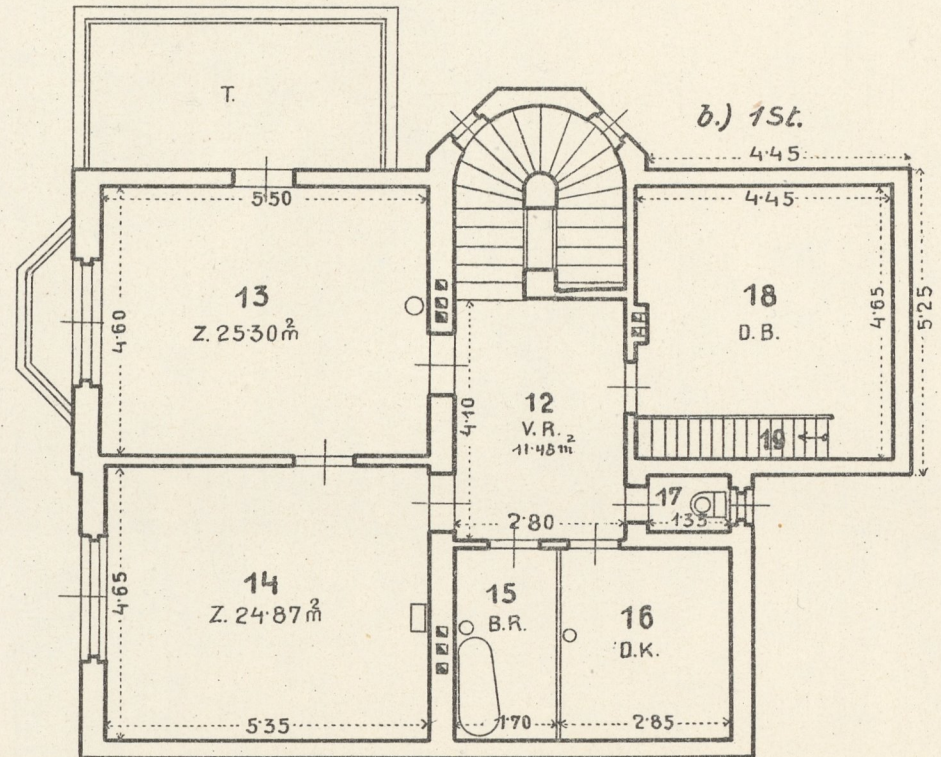 T.
b.) 1St.
4·45
5·50
4·45
13
Z. 25·30 m²
4·60
18
D. B.
4·65
5·25
12
V. R.
11·48 m²
4·10
19
17
1·35
2·80
14
Z. 24·87 m²
4·65
15
B.R.
16
D.K.
5·35
1·70
2·85